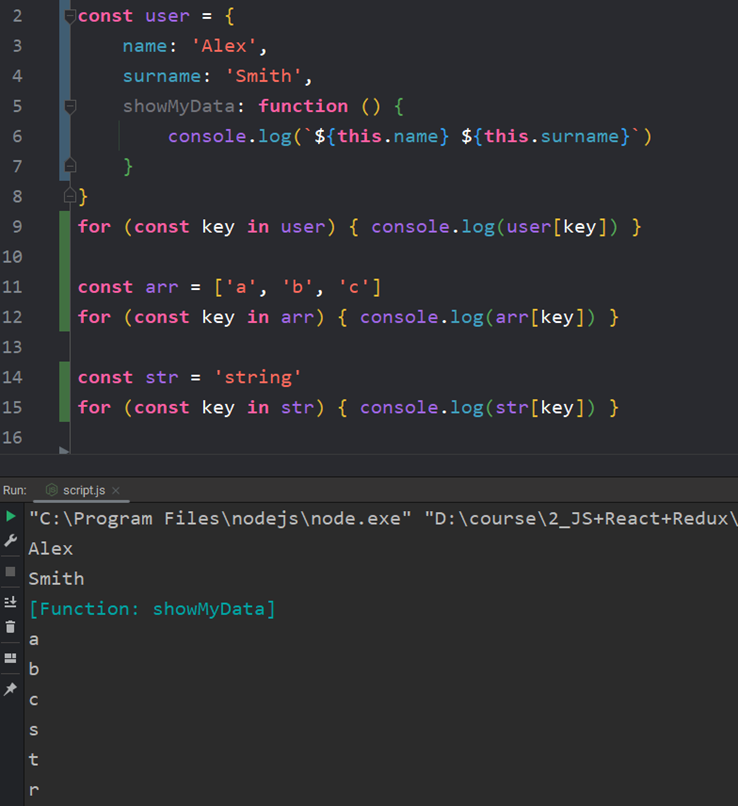 2 const user = {
3 name: 'Alex',
4 surname: 'Smith',
5 showMyData: function () {
6 console.log(`${this.name} ${this.surname}`)
7 }
8 }
9 for (const key in user) { console.log(user[key]) }
10
11 const arr = ['a', 'b', 'c']
12 for (const key in arr) { console.log(arr[key]) }
13
14 const str = 'string'
15 for (const key in str) { console.log(str[key]) }
16
Run: script.js ×
"C:\Program Files\nodejs\node.exe" "D:\course\2_JS+React+Redux\
Alex
Smith
[Function: showMyData]
a
b
c
s
t
r